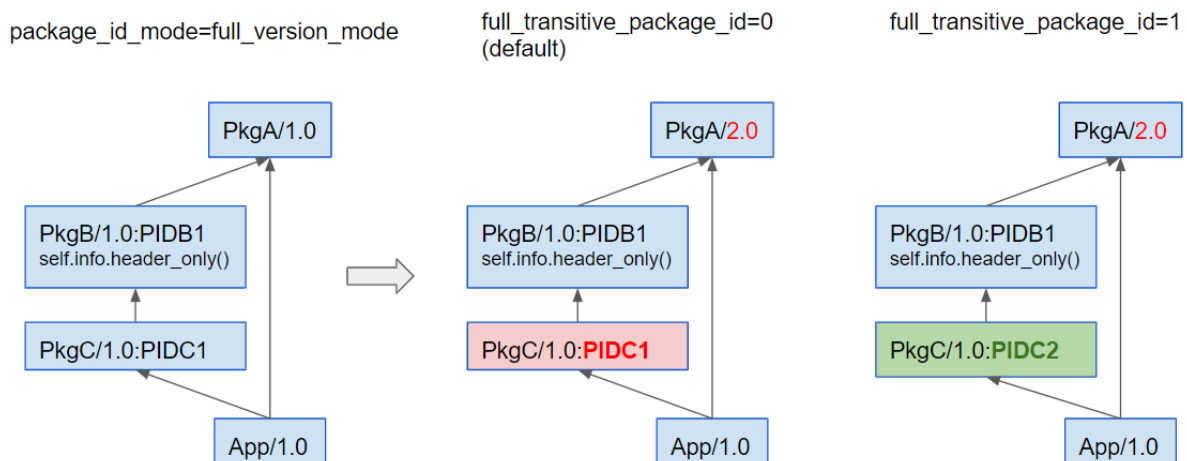 package_id_mode=full_version_mode
PkgA/1.0
PkgB/1.0:PIDB1
self.info.header_only()
PkgC/1.0:PIDC1
App/1.0
full_transitive_package_id=0
(default)
PkgA/2.0
PkgB/1.0:PIDB1
self.info.header_only()
PkgC/1.0:PIDC1
App/1.0
full_transitive_package_id=1
PkgA/2.0
PkgB/1.0:PIDB1
self.info.header_only()
PkgC/1.0:PIDC2
App/1.0